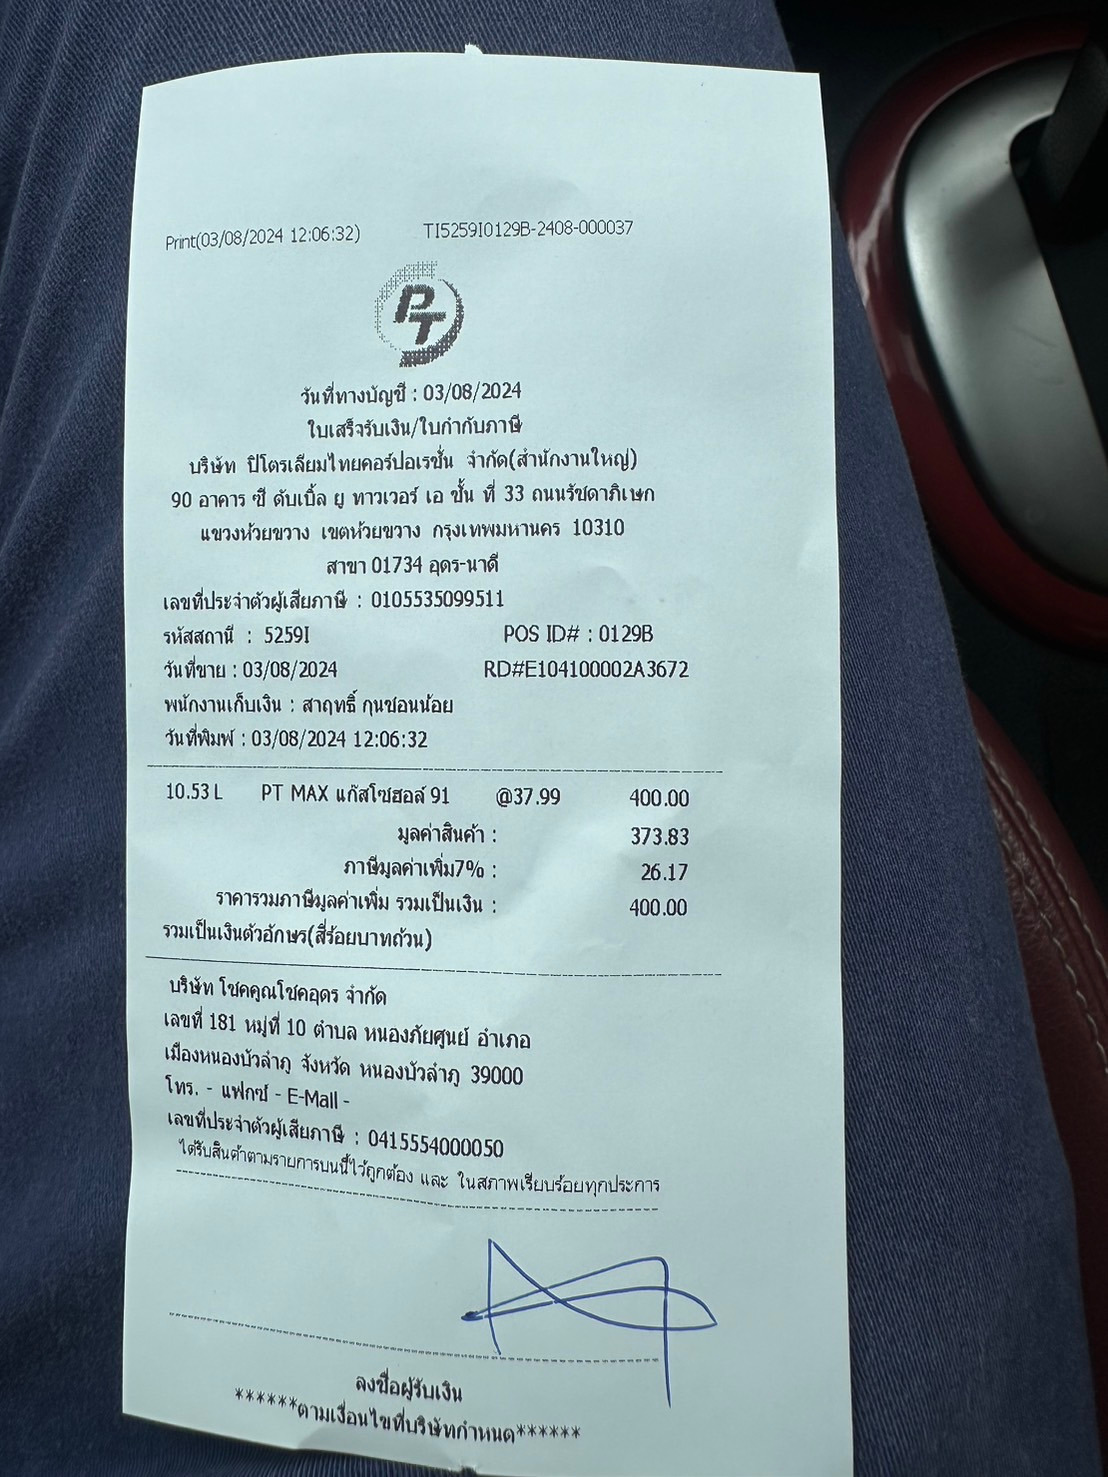 Print(03/08/2024 12:06:32) TI5259I0129B-2408-000037
PT
วันที่ทางบัญชี : 03/08/2024
ใบเสร็จรับเงิน/ใบกำกับภาษี
บริษัท ปิโตรเลียมไทยคอร์ปอเรชั่น จำกัด(สำนักงานใหญ่)
90 อาคาร ซี ดับเบิ้ล ยู ทาวเวอร์ เอ ชั้น ที่ 33 ถนนรัชดาภิเษก
แขวงห้วยขวาง เขตห้วยขวาง กรุงเทพมหานคร 10310
สาขา 01734 อุดร-นาดี
เลขที่ประจำตัวผู้เสียภาษี : 0105535099511
รหัสสถานี : 5259I POS ID# : 0129B
วันที่ขาย : 03/08/2024 RD#E104100002A3672
พนักงานเก็บเงิน : สาฤทธิ์ กุนซอนน้อย
วันที่พิมพ์ : 03/08/2024 12:06:32
10.53 L PT MAX แก๊สโซฮอล์ 91 @37.99 400.00
มูลค่าสินค้า : 373.83
ภาษีมูลค่าเพิ่ม7% : 26.17
ราคารวมภาษีมูลค่าเพิ่ม รวมเป็นเงิน : 400.00
รวมเป็นเงินตัวอักษร(สี่ร้อยบาทถ้วน)
บริษัท โชคคูณโชคอุดร จำกัด
เลขที่ 181 หมู่ที่ 10 ตำบล หนองภัยศูนย์ อำเภอ
เมืองหนองบัวลำภู จังหวัด หนองบัวลำภู 39000
โทร. - แฟกซ์ - E-Mall -
เลขที่ประจำตัวผู้เสียภาษี : 0415554000050
ได้รับสินค้าตามรายการบนนี้ไว้ถูกต้อง และ ในสภาพเรียบร้อยทุกประการ
ลงชื่อผู้รับเงิน
******ตามเงื่อนไขที่บริษัทกำหนด******